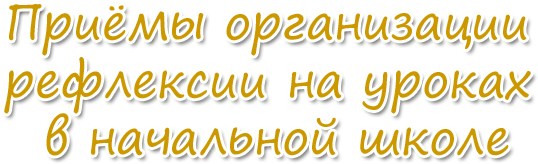 Приёмы организации
рефлексии на уроках
в начальной школе